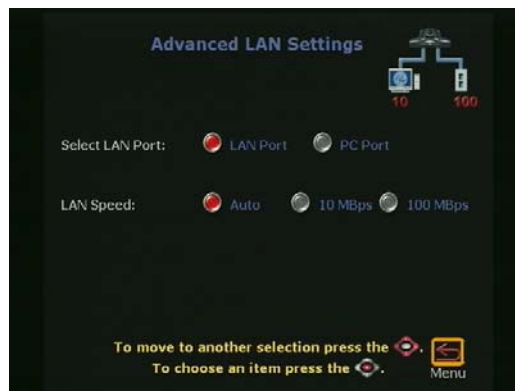 Advanced LAN Settings
10 100
Select LAN Port: LAN Port PC Port
LAN Speed: Auto 10 MBps 100 MBps
To move to another selection press the .
To choose an item press the .
Menu